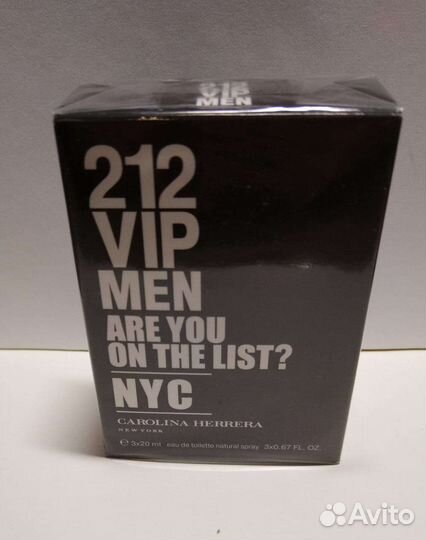 212
VIP
MEN
212
VIP
MEN
ARE YOU
ON THE LIST?
NYC
CAROLINA HERRERA
NEW YORK
℮ 3x20 ml eau de toilette natural spray 3x0.67 FL. OZ.
Avito